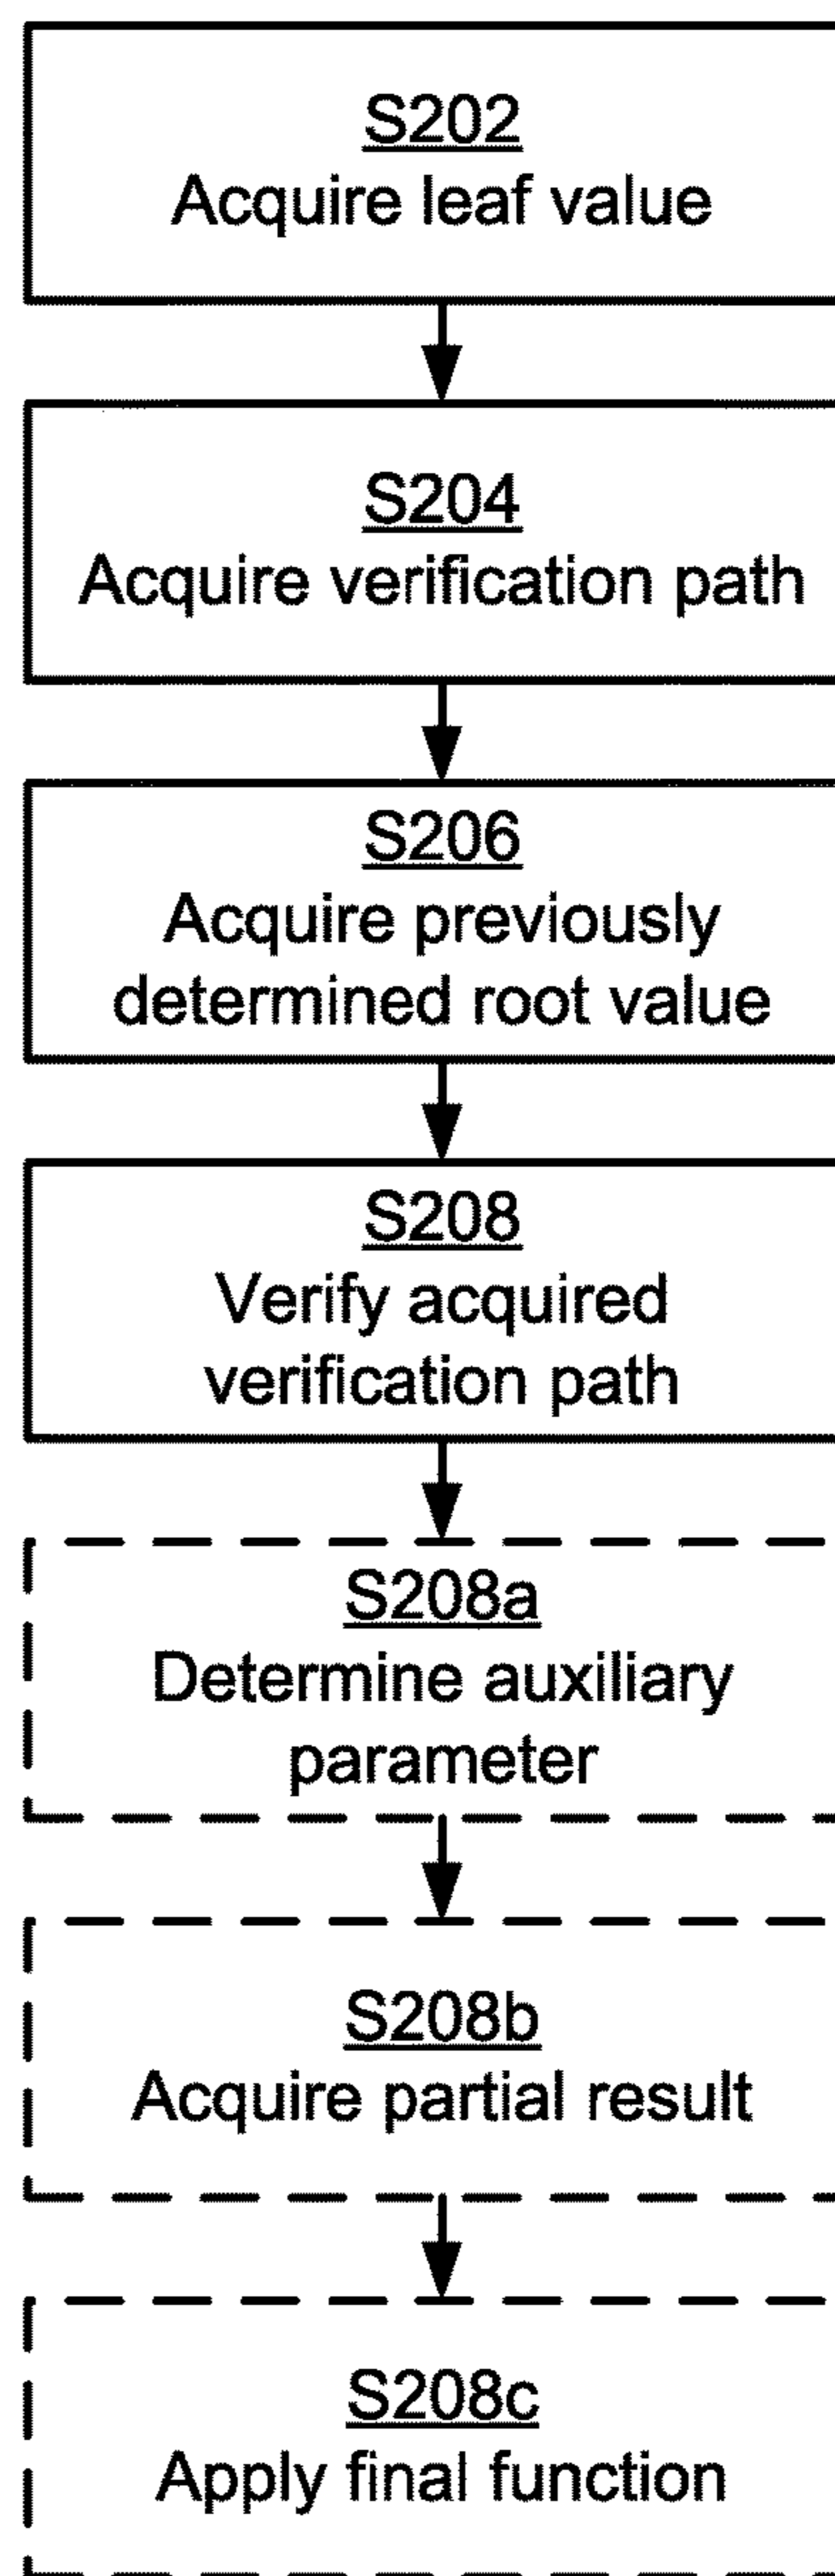 S202
Acquire leaf value
S204
Acquire verification path
S206
Acquire previously
determined root value
S208
Verify acquired
verification path
S208a
Determine auxiliary
parameter
S208b
Acquire partial result
S208c
Apply final function